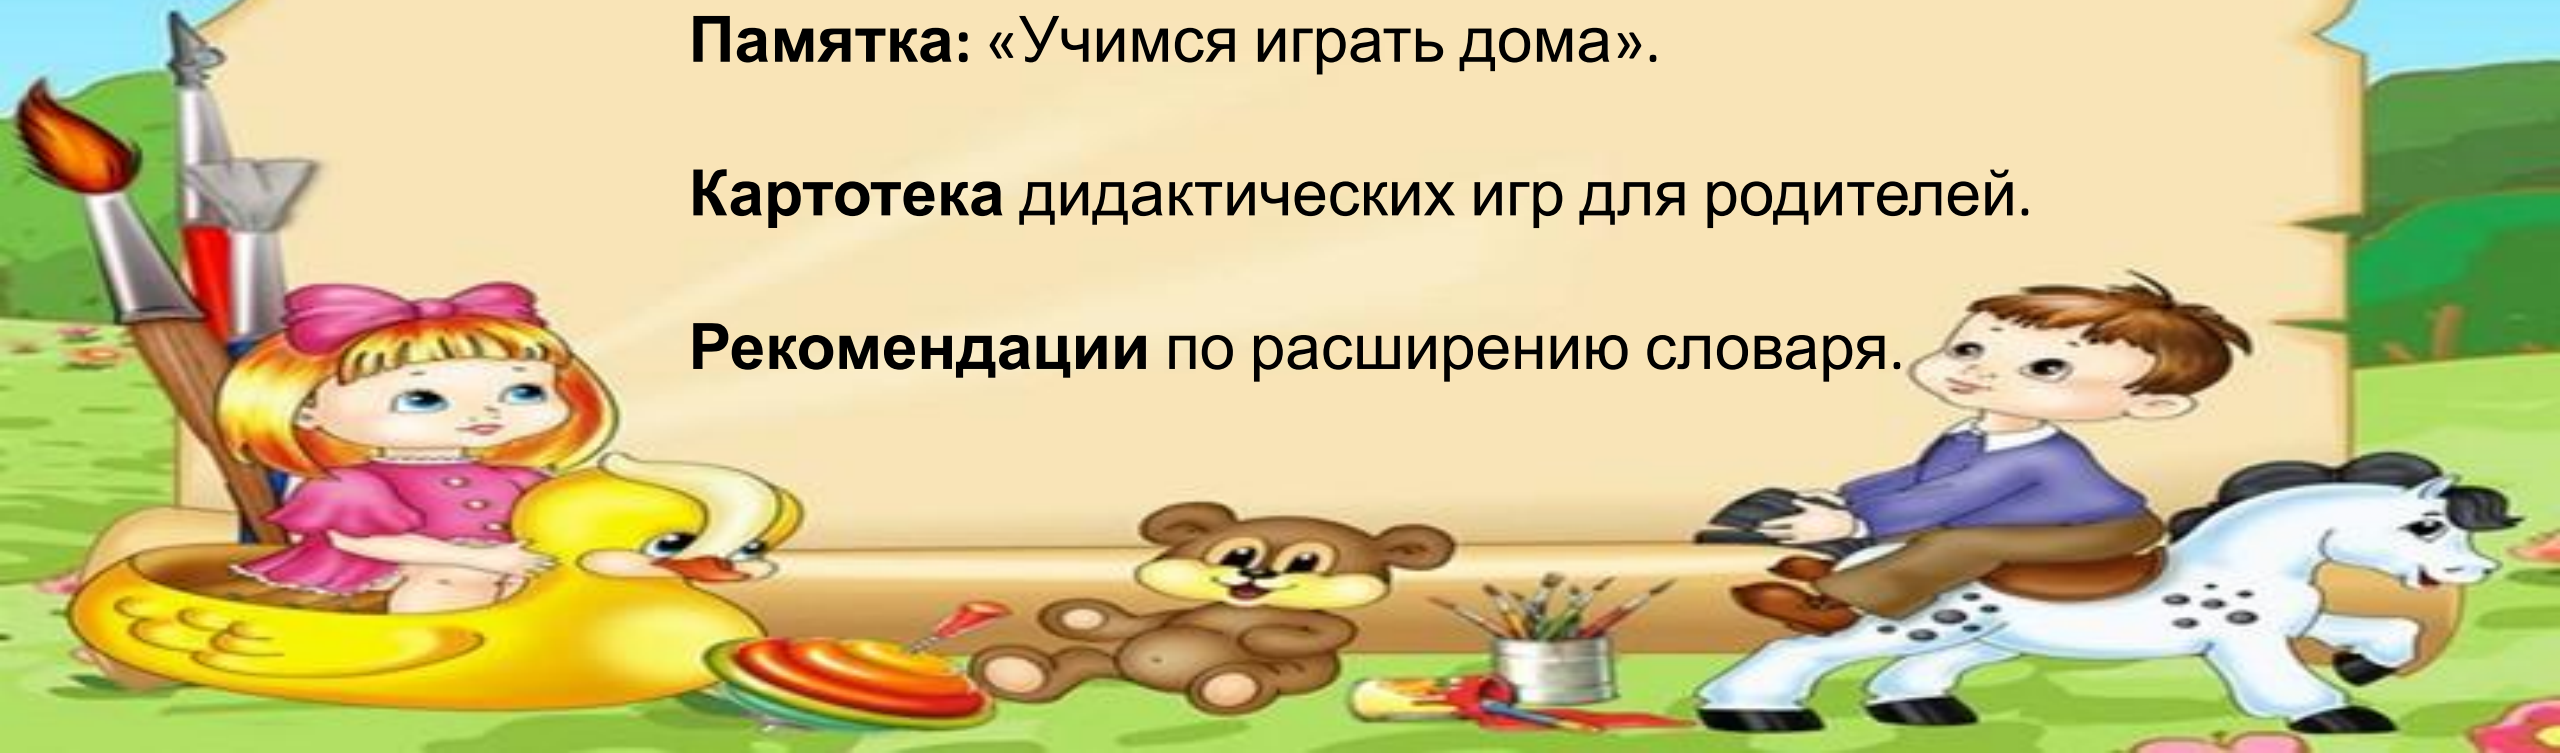 Памятка: «Учимся играть дома».
Картотека дидактических игр для родителей.
Рекомендации по расширению словаря.